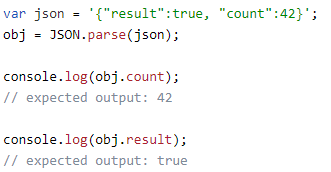 var json = '{"result":true, "count":42}';
obj = JSON.parse(json);
console.log(obj.count);
// expected output: 42
console.log(obj.result);
// expected output: true